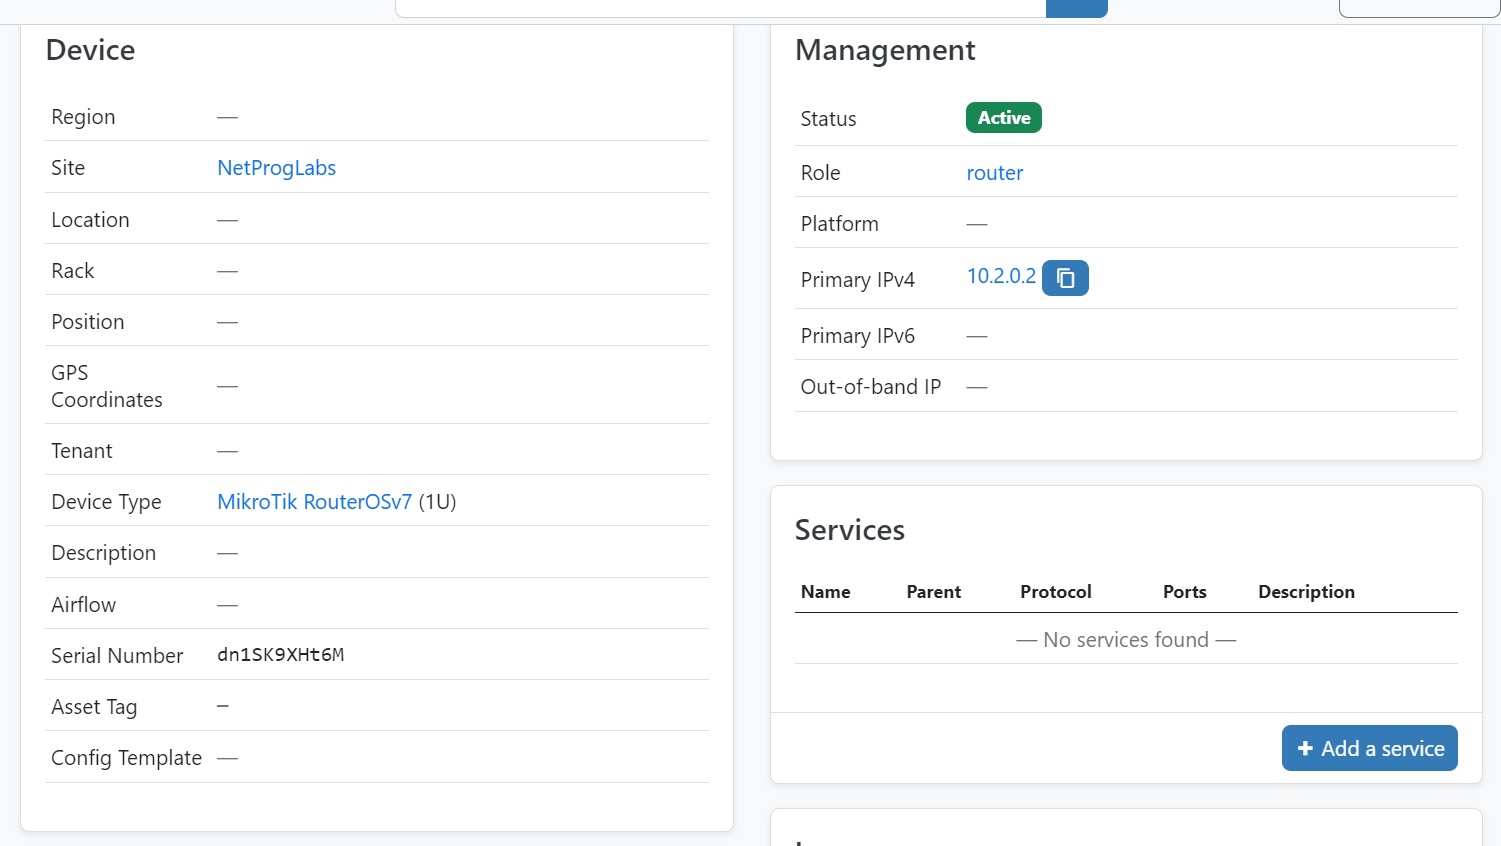 Device
Region —
Site NetProgLabs
Location —
Rack —
Position —
GPS
Coordinates —
Tenant —
Device Type MikroTik RouterOSv7 (1U)
Description —
Airflow —
Serial Number dn1SK9XHt6M
Asset Tag —
Config Template —
Management
Status Active
Role router
Platform —
Primary IPv4 10.2.0.2
Primary IPv6 —
Out-of-band IP —
Services
Name Parent Protocol Ports Description
— No services found —
+ Add a service